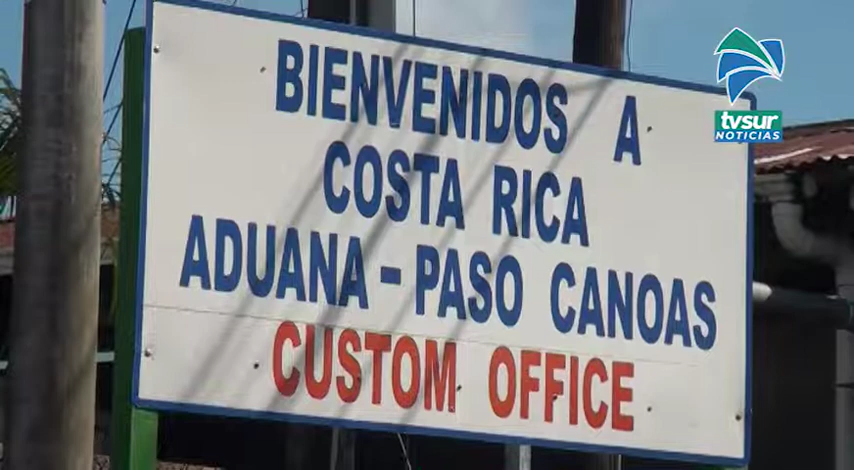 BIENVENIDOS A
COSTA RICA
ADUANA - PASO CANOAS
CUSTOM OFFICE
tvsur
NOTICIAS